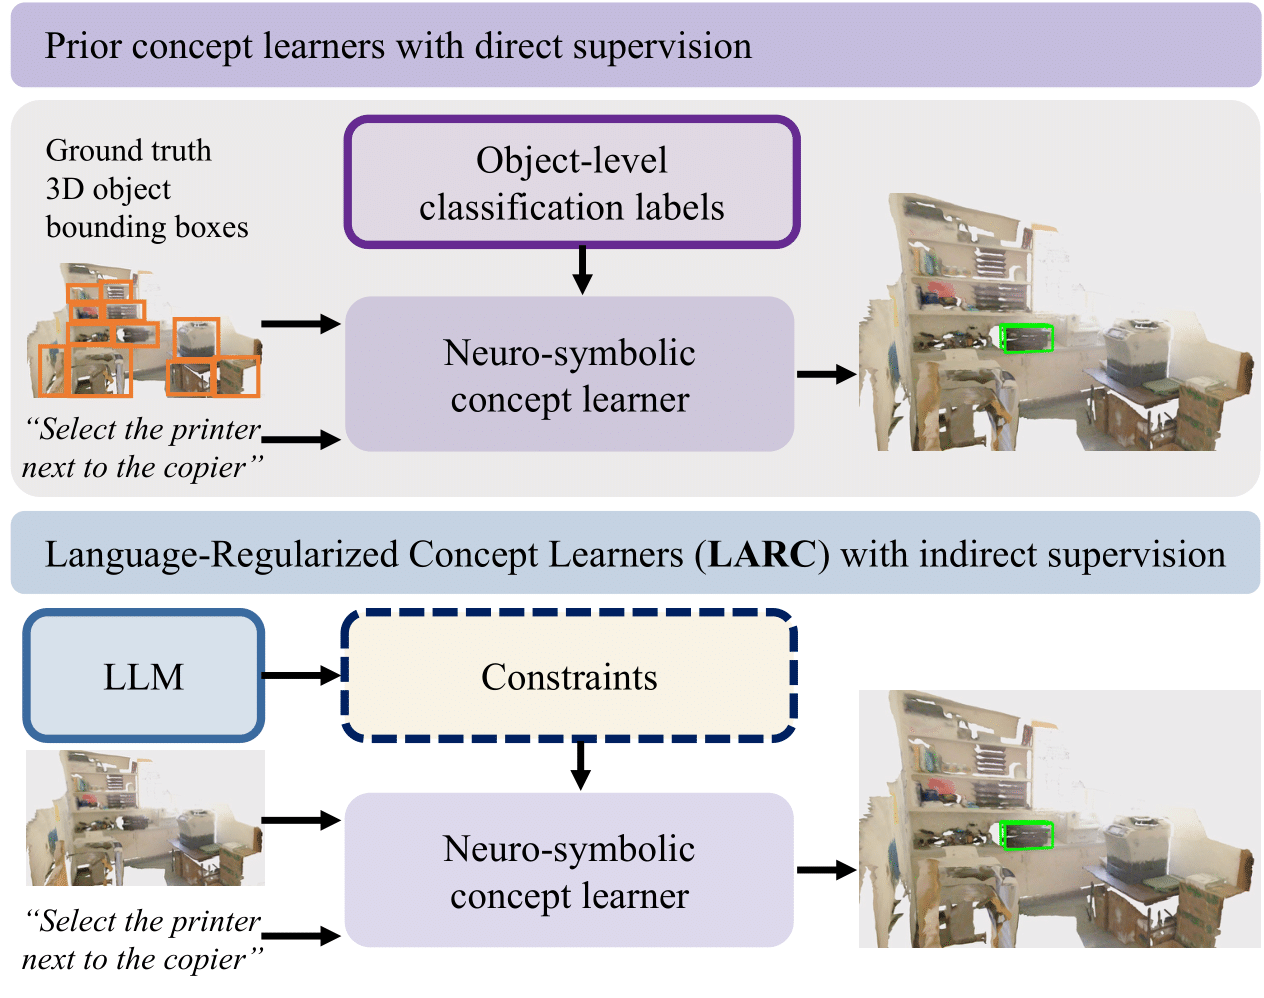 Prior concept learners with direct supervision
Ground truth
3D object
bounding boxes
Object-level
classification labels
Neuro-symbolic
concept learner
“Select the printer
next to the copier”
Language-Regularized Concept Learners (LARC) with indirect supervision
LLM
Constraints
Neuro-symbolic
concept learner
“Select the printer
next to the copier”